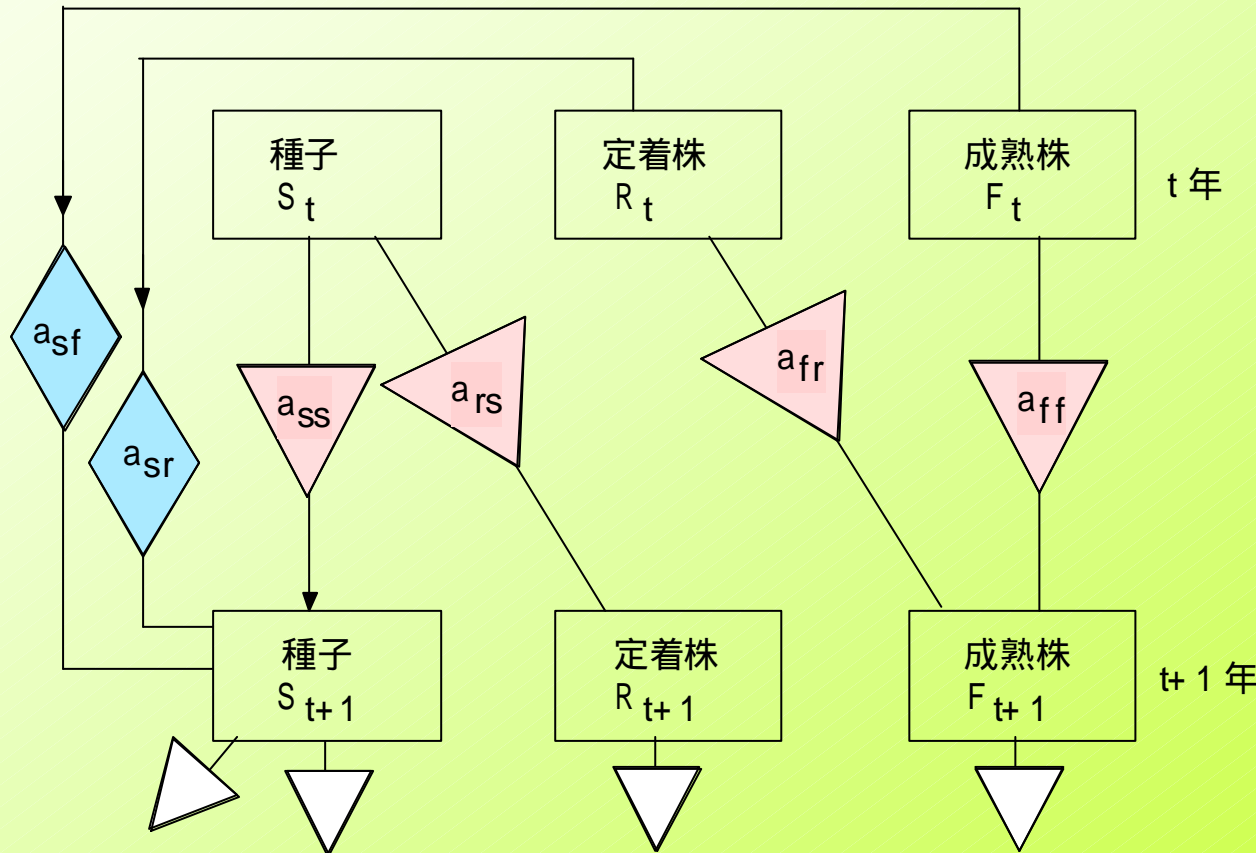 種子
S t
定着株
R t
成熟株
F t
t 年
a sf
a sr
a ss
a rs
a fr
a ff
種子
S t+1
定着株
R t+1
成熟株
F t+1
t+1 年